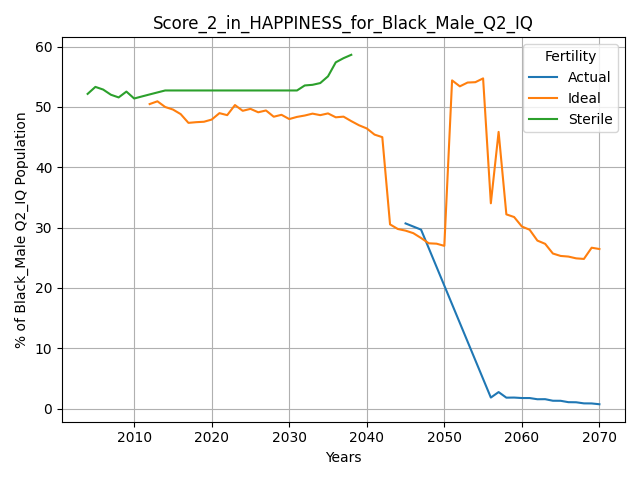 Score_2_in_HAPPINESS_for_Black_Male_Q2_IQ
% of Black_Male Q2_IQ Population
60
50
40
30
20
10
0
Fertility
Actual
Ideal
Sterile
2010 2020 2030 2040 2050 2060 2070
Years